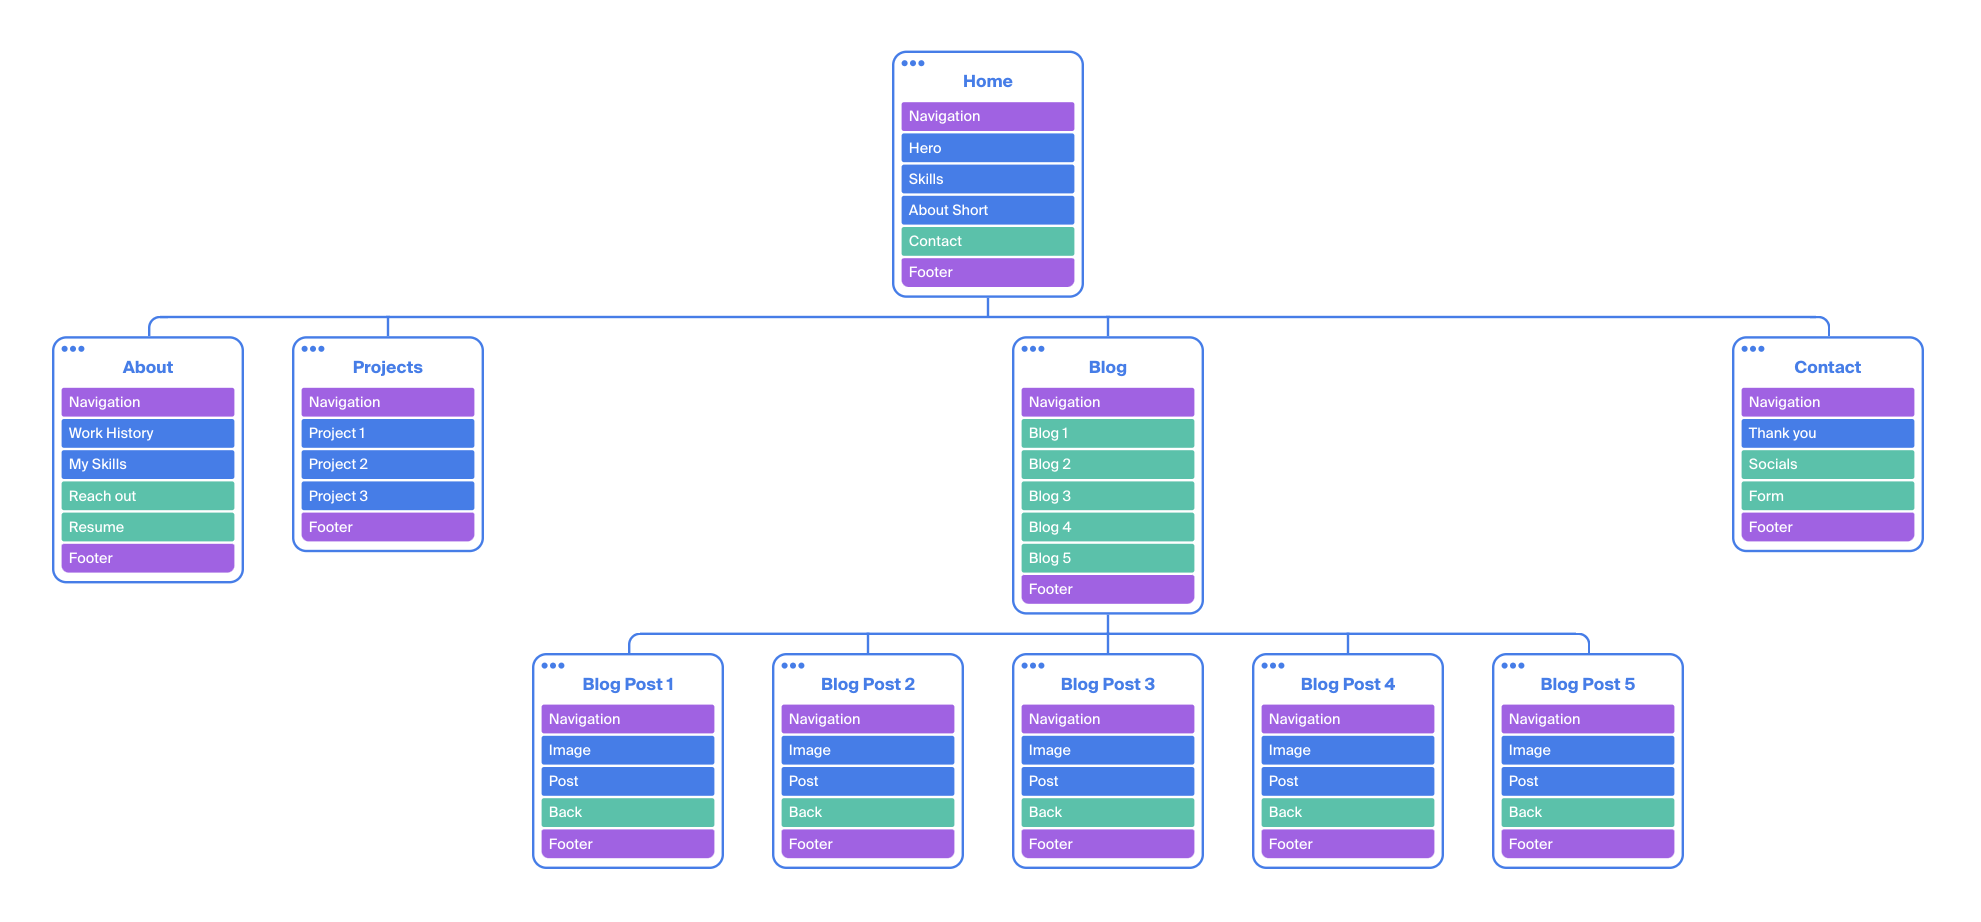 Home
Navigation
Hero
Skills
About Short
Contact
Footer
About
Navigation
Work History
My Skills
Reach out
Resume
Footer
Projects
Navigation
Project 1
Project 2
Project 3
Footer
Blog
Navigation
Blog 1
Blog 2
Blog 3
Blog 4
Blog 5
Footer
Contact
Navigation
Thank you
Socials
Form
Footer
Blog Post 1
Navigation
Image
Post
Back
Footer
Blog Post 2
Navigation
Image
Post
Back
Footer
Blog Post 3
Navigation
Image
Post
Back
Footer
Blog Post 4
Navigation
Image
Post
Back
Footer
Blog Post 5
Navigation
Image
Post
Back
Footer